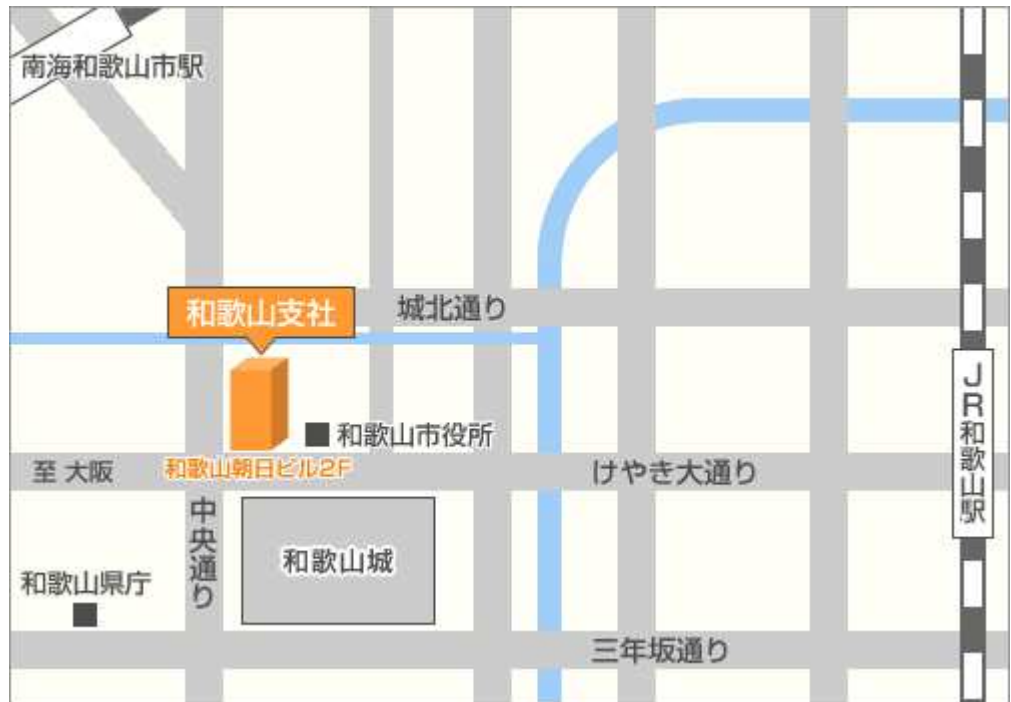 南海和歌山市駅
和歌山支社
城北通り
JR和歌山駅
和歌山市役所
至 大阪
和歌山朝日ビル2F
けやき大通り
中央通り
和歌山城
和歌山県庁
三年坂通り